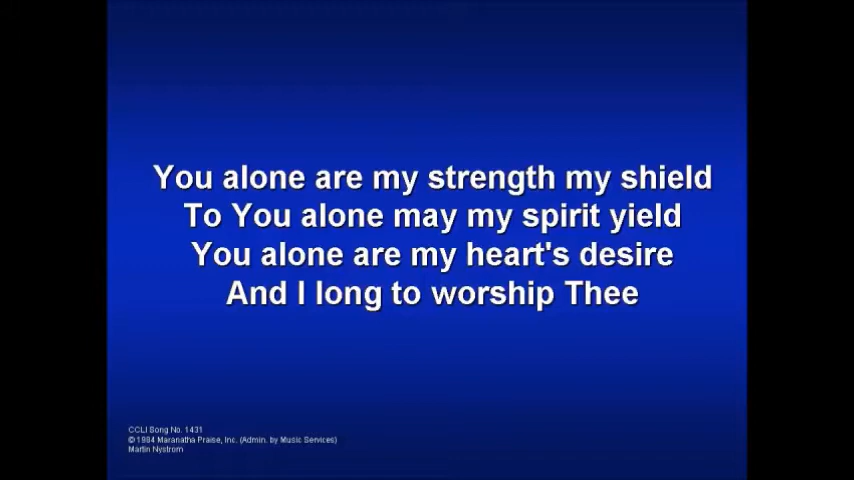 You alone are my strength my shield
To You alone may my spirit yield
You alone are my heart's desire
And I long to worship Thee
CCLI Song No. 1431
© 1984 Maranatha Praise, Inc. (Admin. by Music Services)
Martin Nystrom